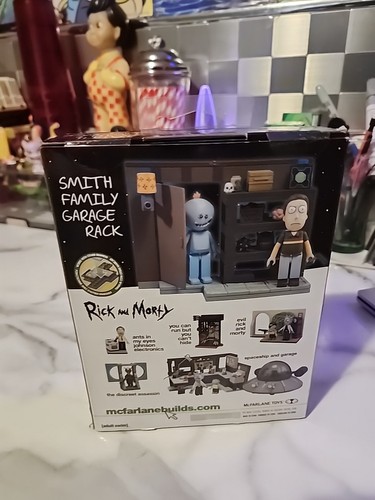 SMITH
FAMILY
GARAGE
RACK
Rick and Morty
ants in
my eyes
johnson
electronics
you can
run but
you can't
hide
evil
rick
and
morty
the discreet assassin
spaceship and garage
mcfarlanebuilds.com
MCFARLANE TOYS
[adult swim]